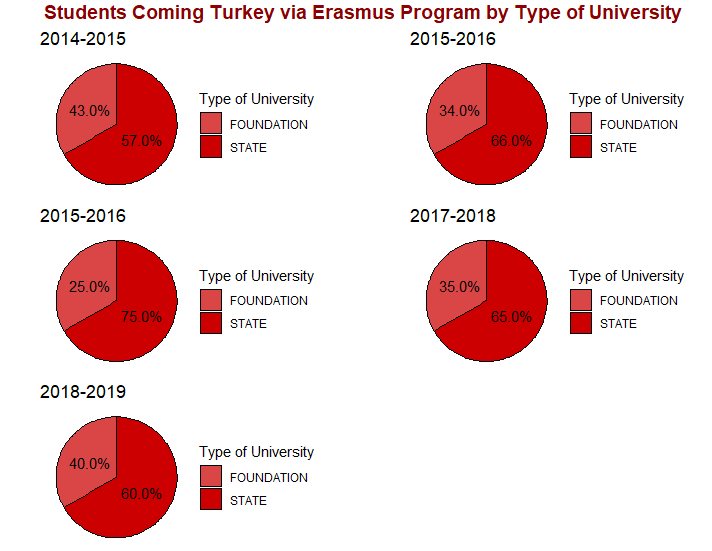 Students Coming Turkey via Erasmus Program by Type of University
2014-2015
43.0%
57.0%
Type of University
FOUNDATION
STATE
2015-2016
34.0%
66.0%
Type of University
FOUNDATION
STATE
2015-2016
25.0%
75.0%
Type of University
FOUNDATION
STATE
2017-2018
35.0%
65.0%
Type of University
FOUNDATION
STATE
2018-2019
40.0%
60.0%
Type of University
FOUNDATION
STATE